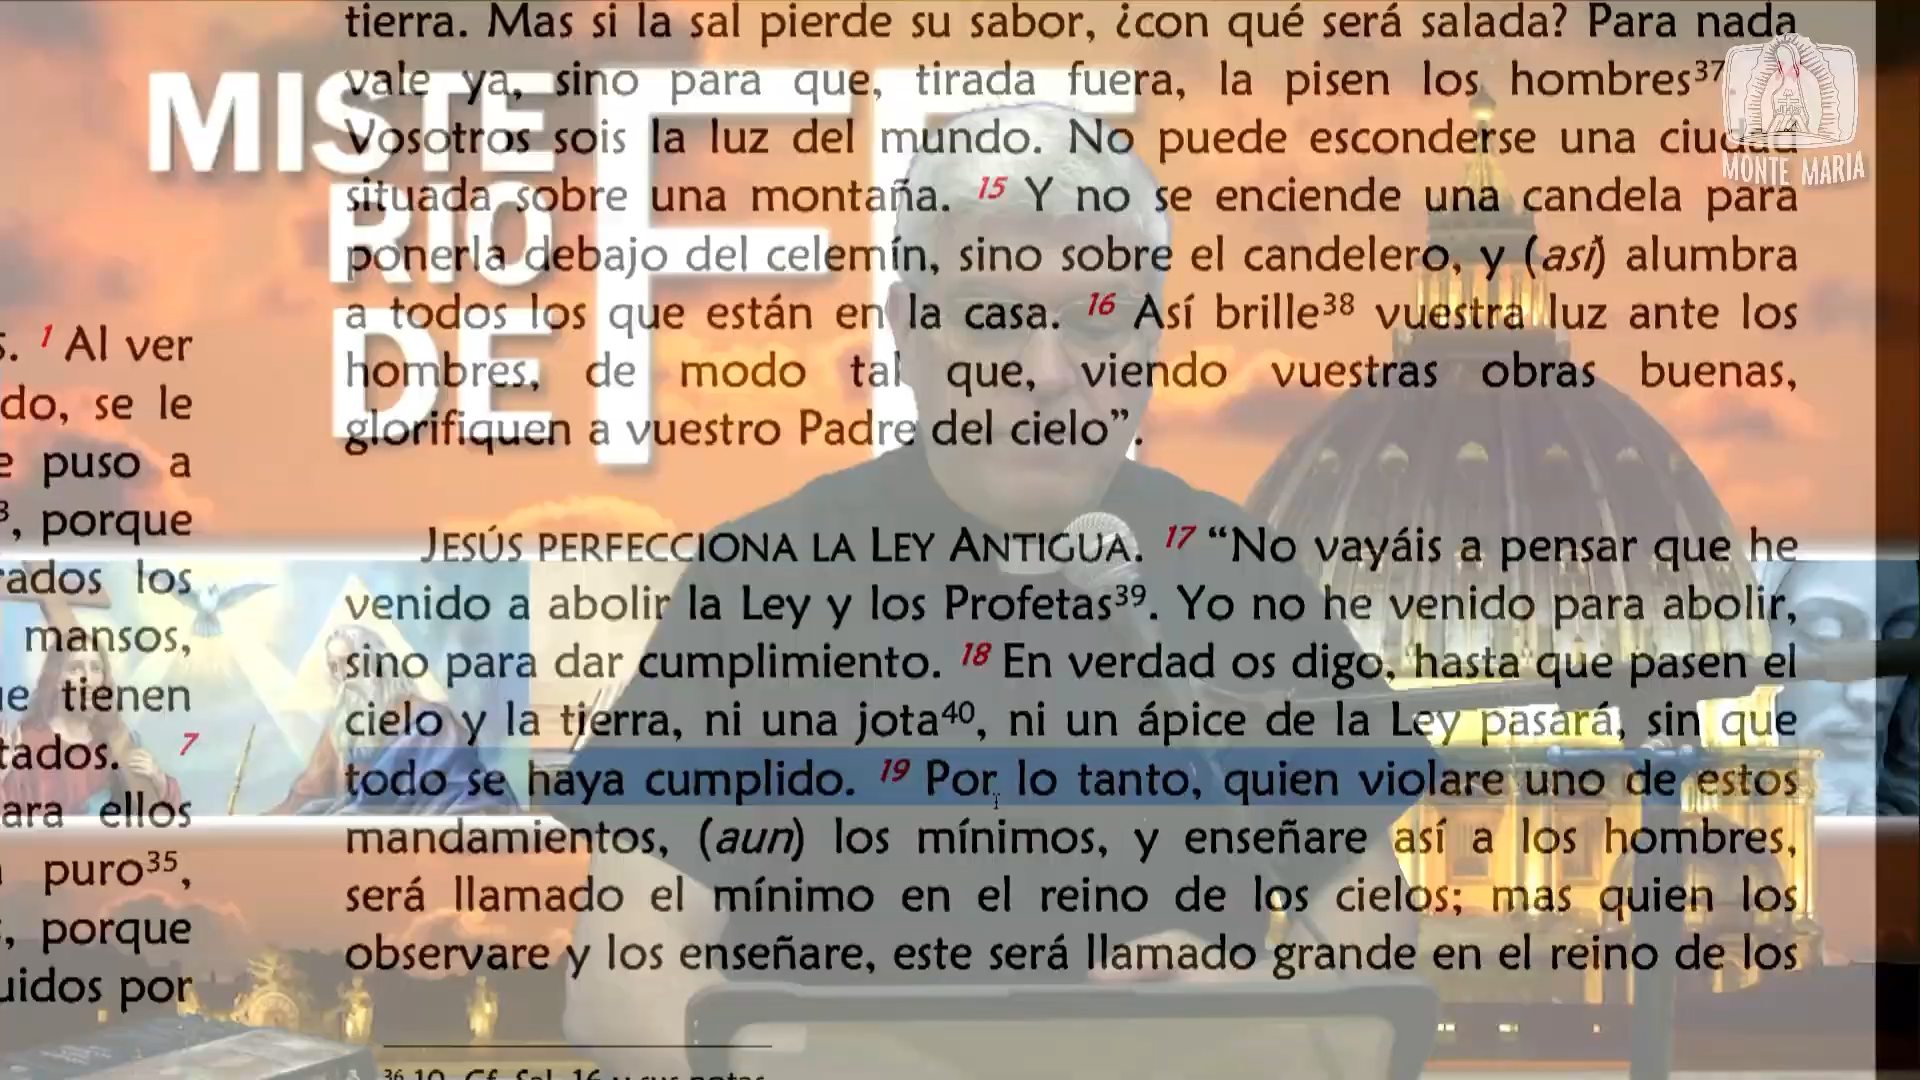 tierra. Mas si la sal pierde su sabor, ¿con qué será salada? Para nada
vale ya, sino para que, tirada fuera, la pisen los hombres³⁷
Vosotros sois la luz del mundo. No puede esconderse una ciudad
situada sobre una montaña. 15 Y no se enciende una candela para
ponerla debajo del celemín, sino sobre el candelero, y (así) alumbra
a todos los que están en la casa. 16 Así brille³⁸ vuestra luz ante los
hombres, de modo tal que, viendo vuestras obras buenas,
glorifiquen a vuestro Padre del cielo”.
JESÚS PERFECCIONA LA LEY ANTIGUA. 17 “No vayáis a pensar que he
venido a abolir la Ley y los Profetas³⁹. Yo no he venido para abolir,
sino para dar cumplimiento. 18 En verdad os digo, hasta que pasen el
cielo y la tierra, ni una jota⁴⁰, ni un ápice de la Ley pasará, sin que
todo se haya cumplido. 19 Por lo tanto, quien violare uno de estos
mandamientos, (aun) los mínimos, y enseñare así a los hombres,
será llamado el mínimo en el reino de los cielos; mas quien los
observare y los enseñare, este será llamado grande en el reino de los
1 Al ver
do, se le
e puso a
, porque
rados los
mansos,
ue tienen
tados. 7
ara ellos
puro³⁵,
, porque
uidos por
MISTE
RIO
DE
FE
MONTE MARIA